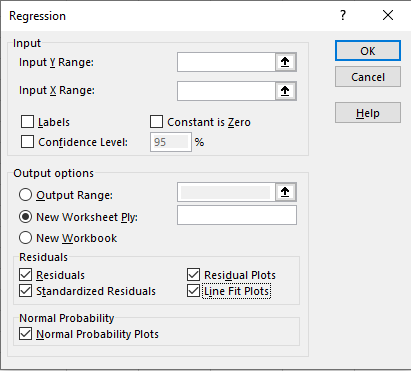 Regression ? ×
Input
Input Y Range:
Input X Range:
Labels Constant is Zero
Confidence Level: 95 %
OK
Cancel
Help
Output options
Output Range:
New Worksheet Ply:
New Workbook
Residuals
Residuals Residual Plots
Standardized Residuals Line Fit Plots
Normal Probability
Normal Probability Plots